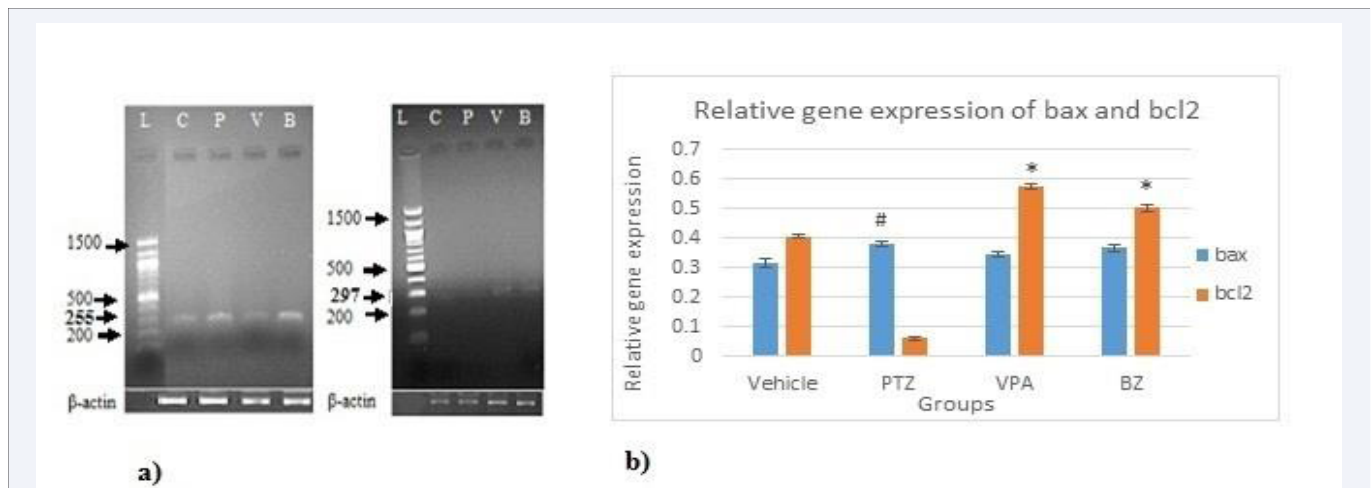 L C P V B
1500
500
255
200
β-actin
L C P V B
1500
500
297
200
β-actin
a)
Relative gene expression of bax and bcl2
Relative gene expression
0.7
0.6
0.5
0.4
0.3
0.2
0.1
0
#
*
*
bax
bcl2
Vehicle PTZ VPA BZ
Groups
b)